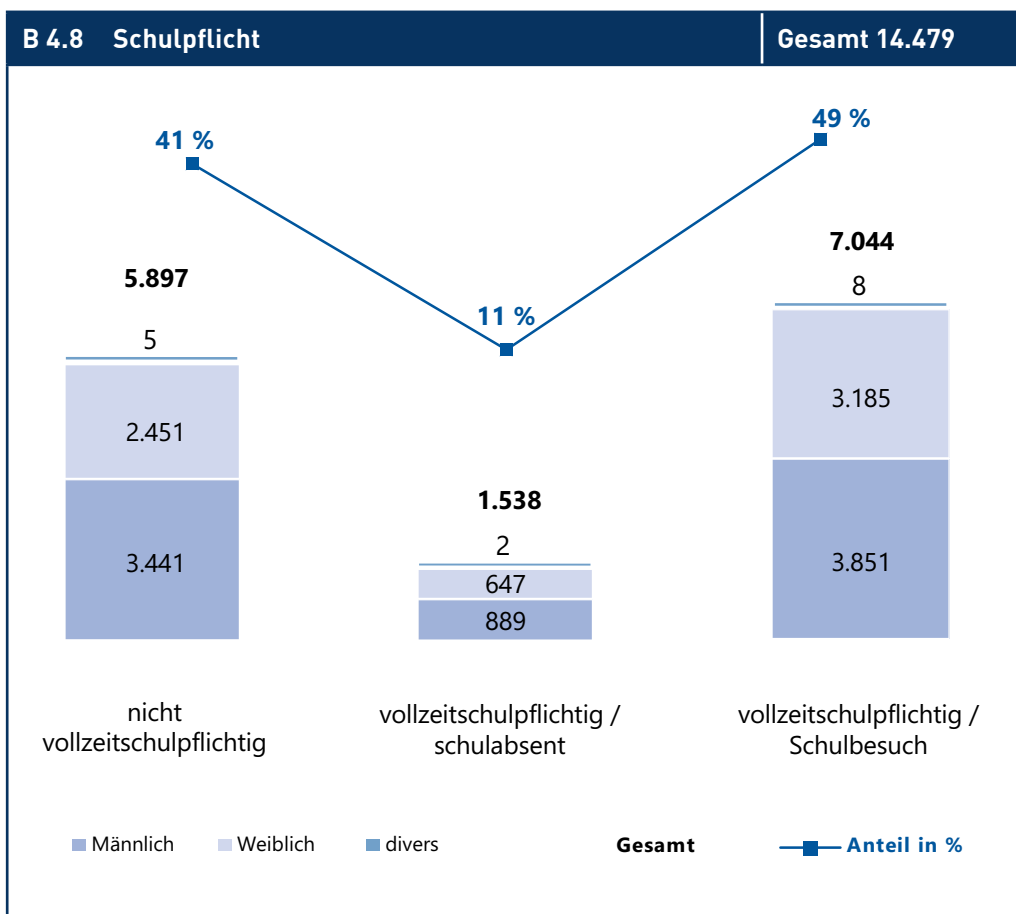 B 4.8 Schulpflicht Gesamt 14.479
41 %
49 %
11 %
5.897
5
2.451
3.441
1.538
2
647
889
7.044
8
3.185
3.851
nicht
vollzeitschulpflichtig
vollzeitschulpflichtig /
schulabsent
vollzeitschulpflichtig /
Schulbesuch
Männlich Weiblich divers Gesamt Anteil in %